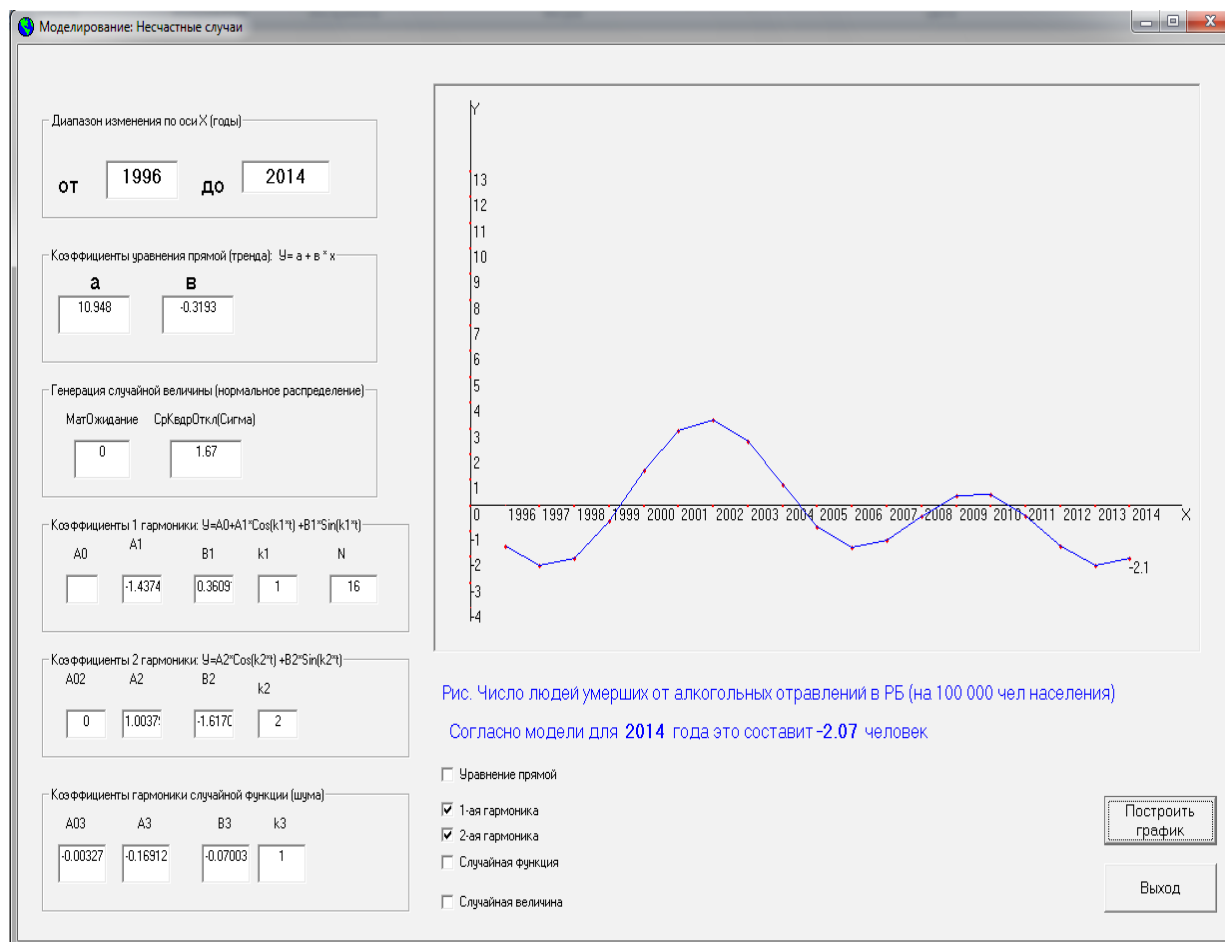 Моделирование: Несчастные случаи
Диапазон изменения по оси X (годы)
от 1996 до 2014
Коэффициенты уравнения прямой (тренда): У= а + в * х
а в
10.948 -0.3193
Генерация случайной величины (нормальное распределение)
МатОжидание СрКвдрОткл(Сигма)
0 1.67
Коэффициенты 1 гармоники: У=A0+A1*Cos(k1*t) +B1*Sin(k1*t)
A0 A1 B1 k1 N
-1.4374 0.3609 1 16
Коэффициенты 2 гармоники: У=A2*Cos(k2*t) +B2*Sin(k2*t)
A02 A2 B2 k2
0 1.0037 -1.617 2
Коэффициенты гармоники случайной функции (шума)
A03 A3 B3 k3
-0.00327 -0.16912 -0.07003 1
Y
13
12
11
10
9
8
7
6
5
4
3
2
1
0 1996 1997 1998 1999 2000 2001 2002 2003 2004 2005 2006 2007 2008 2009 2010 2011 2012 2013 2014 X
-1
-2
-3
-4
-2.1
Рис. Число людей умерших от алкогольных отравлений в РБ (на 100 000 чел населения)
Согласно модели для 2014 года это составит -2.07 человек
Уравнение прямой
1-ая гармоника
2-ая гармоника
Случайная функция
Случайная величина
Построить
график
Выход